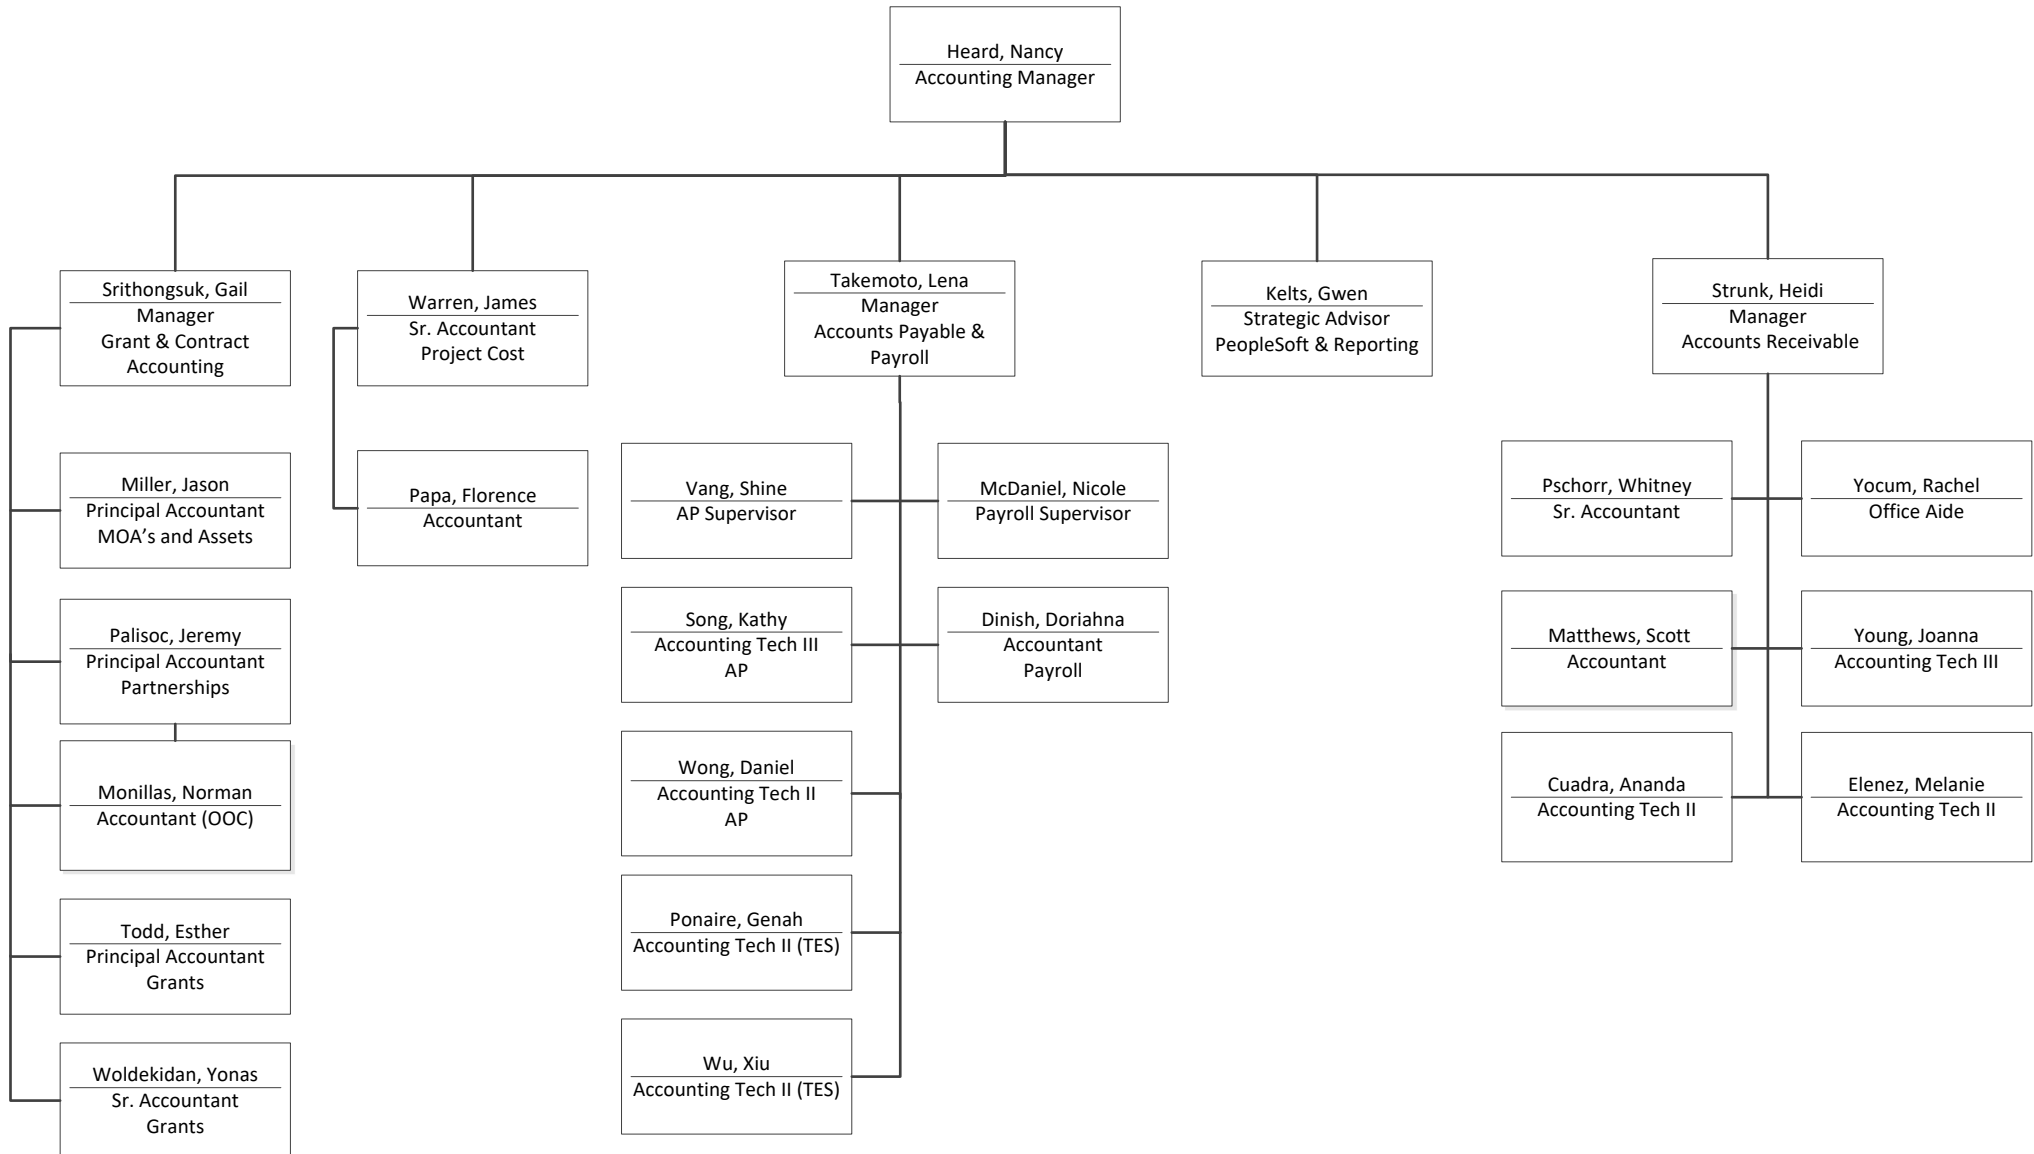 Heard, Nancy
Accounting Manager
Srithongsuk, Gail
Manager
Grant & Contract
Accounting
Warren, James
Sr. Accountant
Project Cost
Takemoto, Lena
Manager
Accounts Payable &
Payroll
Kelts, Gwen
Strategic Advisor
PeopleSoft & Reporting
Strunk, Heidi
Manager
Accounts Receivable
Miller, Jason
Principal Accountant
MOA’s and Assets
Papa, Florence
Accountant
Vang, Shine
AP Supervisor
McDaniel, Nicole
Payroll Supervisor
Pschorr, Whitney
Sr. Accountant
Yocum, Rachel
Office Aide
Palisoc, Jeremy
Principal Accountant
Partnerships
Song, Kathy
Accounting Tech III
AP
Dinish, Doriahna
Accountant
Payroll
Matthews, Scott
Accountant
Young, Joanna
Accounting Tech III
Monillas, Norman
Accountant (OOC)
Wong, Daniel
Accounting Tech II
AP
Cuadra, Ananda
Accounting Tech II
Elenez, Melanie
Accounting Tech II
Todd, Esther
Principal Accountant
Grants
Ponaire, Genah
Accounting Tech II (TES)
Woldekidan, Yonas
Sr. Accountant
Grants
Wu, Xiu
Accounting Tech II (TES)